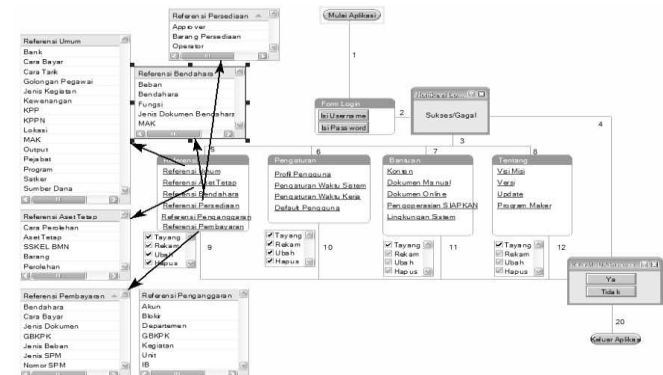 Referensi Persediaan
Approver
Barang Persediaan
Operator
Mulai Aplikasi
1
Referensi Umum
Bank
Cara Bayar
Cara Tarik
Golongan Pegawai
Jenis Kegiatan
Kewenangan
KPP
KPPN
Lokasi
MAK
Output
Pejabat
Program
Satker
Sumber Dana
Referensi Bendahara
Beban
Bendahara
Fungsi
Jenis Dokumen Bendahara
MAK
Form Login
Isi Username
Isi Password
2
Sukses/Gagal
3
4
5
6
7
8
Referensi
Referensi Umum
Referensi Aset Tetap
Referensi Bendahara
Referensi Persediaan
Referensi Penganggaran
Referensi Pembayaran
Tayang
Rekam
Ubah
Hapus
9
Pengaturan
Profil Pengguna
Pengaturan Waktu Sistem
Pengaturan Waktu Kerja
Default Pengguna
Tayang
Rekam
Ubah
Hapus
10
Bantuan
Konten
Dokumen Manual
Dokumen Online
Pengoperasian SIAPKAN
Lingkungan Sistem
Tayang
Rekam
Ubah
Hapus
11
Tentang
Visi Misi
Versi
Update
Program Maker
Tayang
Rekam
Ubah
Hapus
12
Referensi Aset Tetap
Cara Perolehan
Aset Tetap
SSKEL BMN
Barang
Perolehan
Ya
Tidak
20
Keluar Aplikasi
Referensi Pembayaran
Bendahara
Cara Bayar
Jenis Dokumen
GBKPK
Jenis Beban
Jenis SPM
Nomor SPM
Referensi Penganggaran
Akun
Blokir
Departemen
GBKPK
Kegiatan
Unit
IB